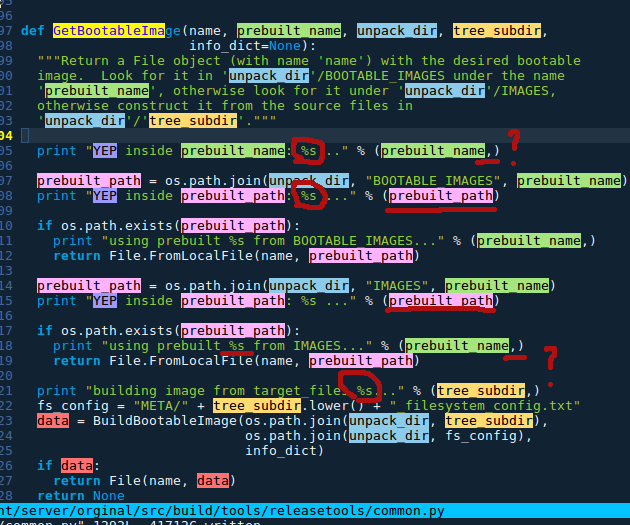 96
97 def GetBootableImage(name, prebuilt_name, unpack_dir, tree_subdir,
98                      info_dict=None):
99   """Return a File object (with name 'name') with the desired bootable
00   image.  Look for it in 'unpack_dir'/BOOTABLE_IMAGES under the name
01   'prebuilt_name', otherwise look for it under 'unpack_dir'/IMAGES,
02   otherwise construct it from the source files in
03   'unpack_dir'/'tree_subdir'."""
04
05   print "YEP inside prebuilt_name: %s ..." % (prebuilt_name,) ?
07   prebuilt_path = os.path.join(unpack_dir, "BOOTABLE_IMAGES", prebuilt_name)
08   print "YEP inside prebuilt_path: %s ..." % (prebuilt_path)
09
10   if os.path.exists(prebuilt_path):
11     print "using prebuilt %s from BOOTABLE_IMAGES..." % (prebuilt_name,)
12     return File.FromLocalFile(name, prebuilt_path)
13
14   prebuilt_path = os.path.join(unpack_dir, "IMAGES", prebuilt_name)
15   print "YEP inside prebuilt_path: %s ..." % (prebuilt_path)
16
17   if os.path.exists(prebuilt_path):
18     print "using prebuilt %s from IMAGES..." % (prebuilt_name,) ?
19     return File.FromLocalFile(name, prebuilt_path)
20
21   print "building image from target_files %s..." % (tree_subdir,)
22   fs_config = "META/" + tree_subdir.lower() + "_filesystem_config.txt"
23   data = BuildBootableImage(os.path.join(unpack_dir, tree_subdir),
24                             os.path.join(unpack_dir, fs_config),
25                             info_dict)
26   if data:
27     return File(name, data)
28   return None
nt/server/orginal/src/build/tools/releasetools/common.py